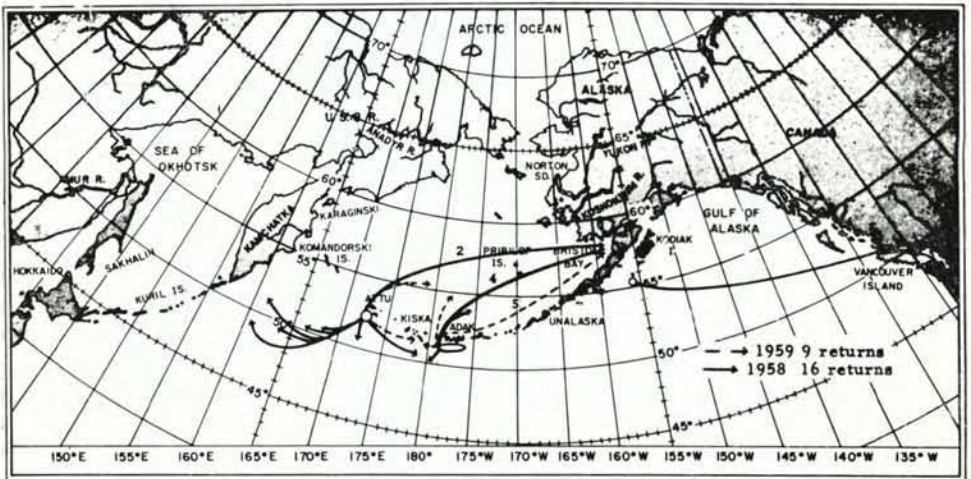 ARCTIC OCEAN
70°
70°
ALASKA
U.S.S.R.
ANADYR R.
65°
YUKON R.
CANADA
SEA OF
OKHOTSK
NORTON
SD.
60°
KARAGINSKI
KAMCHATKA
KUSKOKWIM R.
60°
GULF OF
ALASKA
SAKHALIN
KOMANDORSKI
IS.
55°
2
PRIBILOF
IS.
4
BRISTOL
BAY
KODIAK
HOKKAIDO
KURIL IS.
55°
VANCOUVER
ISLAND
ATTU
KISKA
5
ADAK
UNALASKA
50°
45°
45°
1959 9 returns
1958 16 returns
150°E 155°E 160°E 165°E 170°E 175°E 180° 175°W 170°W 165°W 160°W 155°W 150°W 145°W 140°W 135°W